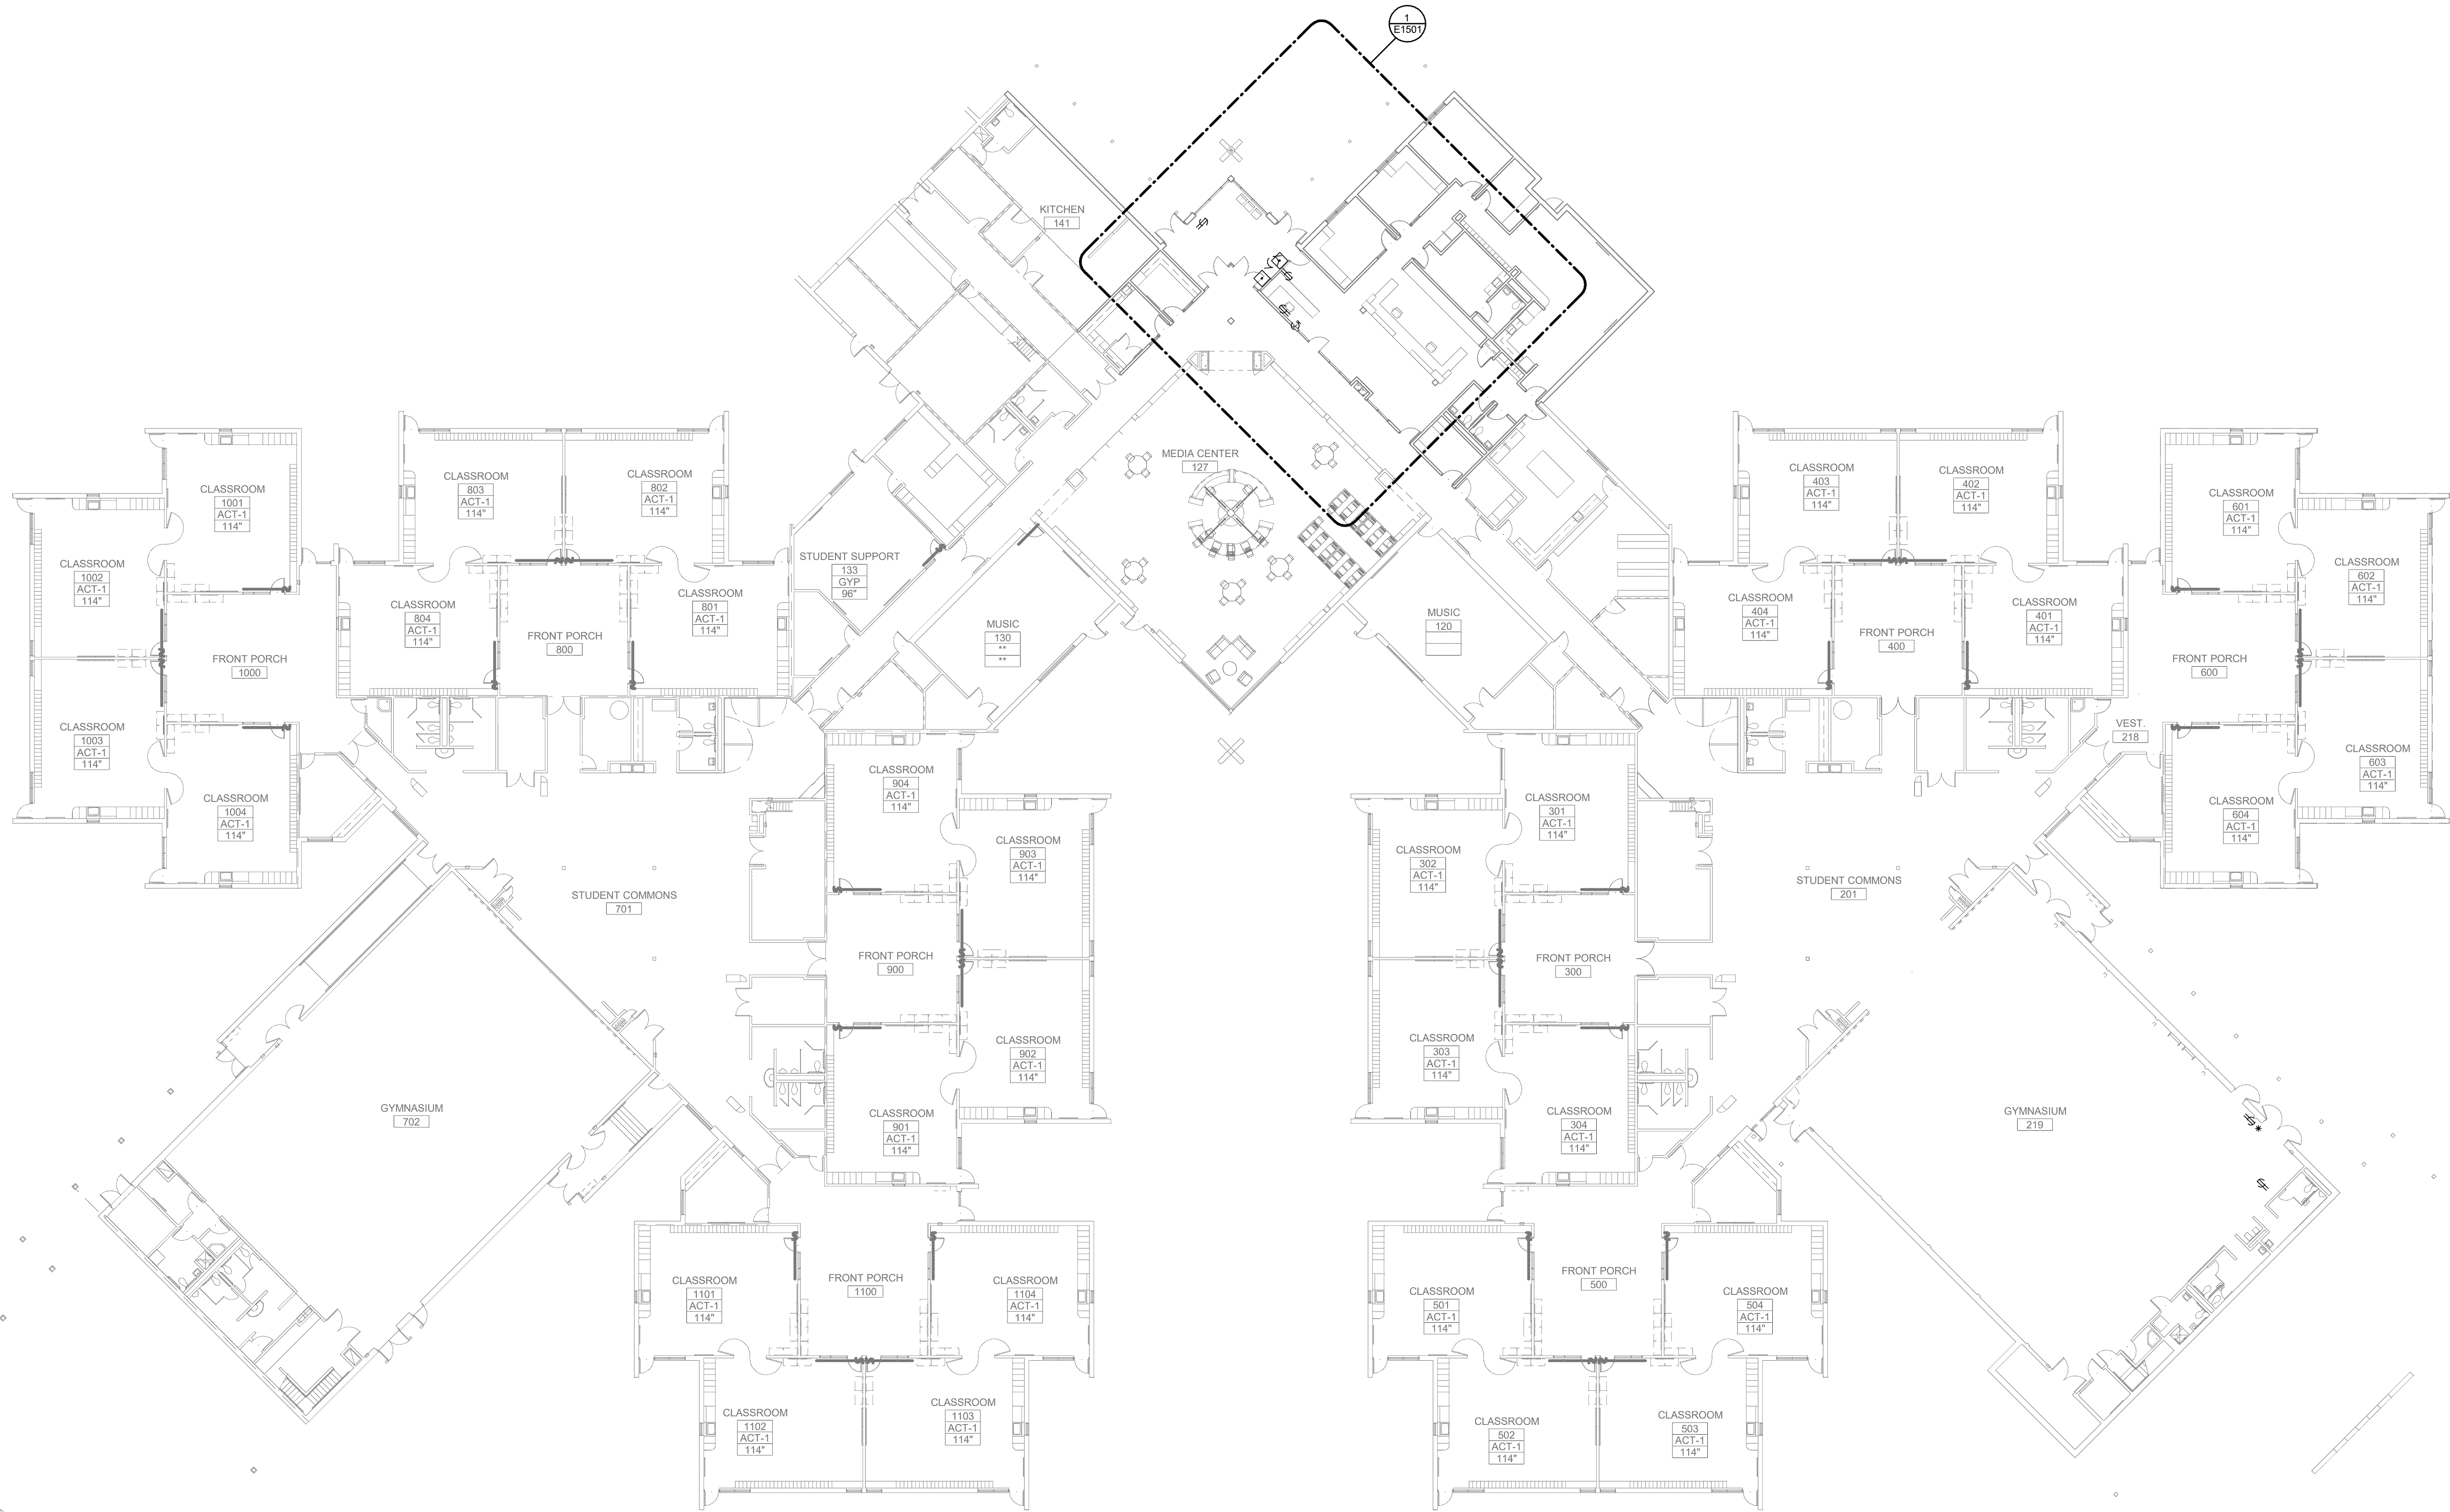 1
E1501
KITCHEN
141
MEDIA CENTER
127
CLASSROOM
1001
ACT-1
114"
CLASSROOM
803
ACT-1
114"
CLASSROOM
802
ACT-1
114"
CLASSROOM
403
ACT-1
114"
CLASSROOM
402
ACT-1
114"
CLASSROOM
601
ACT-1
114"
CLASSROOM
1002
ACT-1
114"
STUDENT SUPPORT
133
GYP
96"
CLASSROOM
602
ACT-1
114"
CLASSROOM
804
ACT-1
114"
CLASSROOM
801
ACT-1
114"
FRONT PORCH
800
MUSIC
130
**
**
MUSIC
120
CLASSROOM
404
ACT-1
114"
CLASSROOM
401
ACT-1
114"
FRONT PORCH
400
FRONT PORCH
1000
FRONT PORCH
600
CLASSROOM
1003
ACT-1
114"
VEST.
218
CLASSROOM
603
ACT-1
114"
CLASSROOM
1004
ACT-1
114"
CLASSROOM
904
ACT-1
114"
CLASSROOM
301
ACT-1
114"
CLASSROOM
604
ACT-1
114"
CLASSROOM
903
ACT-1
114"
CLASSROOM
302
ACT-1
114"
STUDENT COMMONS
701
STUDENT COMMONS
201
FRONT PORCH
900
FRONT PORCH
300
CLASSROOM
902
ACT-1
114"
CLASSROOM
303
ACT-1
114"
GYMNASIUM
702
CLASSROOM
901
ACT-1
114"
CLASSROOM
304
ACT-1
114"
GYMNASIUM
219
CLASSROOM
1101
ACT-1
114"
FRONT PORCH
1100
CLASSROOM
1104
ACT-1
114"
CLASSROOM
501
ACT-1
114"
FRONT PORCH
500
CLASSROOM
504
ACT-1
114"
CLASSROOM
1102
ACT-1
114"
CLASSROOM
1103
ACT-1
114"
CLASSROOM
502
ACT-1
114"
CLASSROOM
503
ACT-1
114"